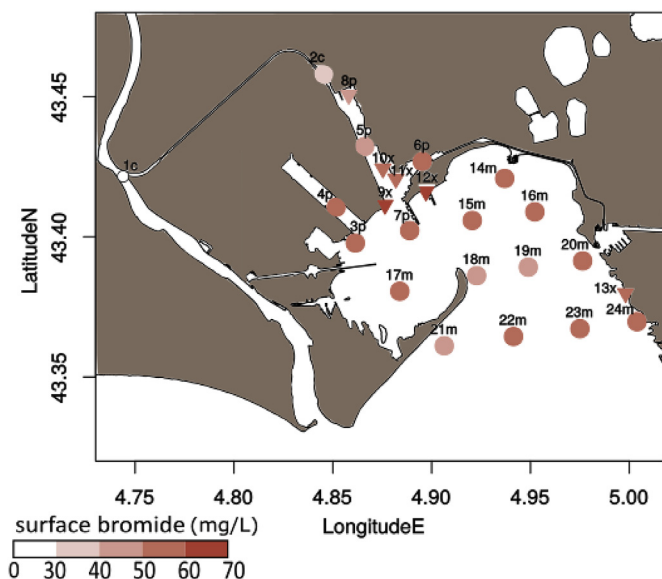 2c
8p
43.45
5p
6p
10x
11x
1c
14m
12x
4p
9x
16m
15m
7p
3p
43.40
LatitudeN
20m
19m
18m
17m
13x
24m
23m
22m
21m
43.35
4.75 4.80 4.85 4.90 4.95 5.00
LongitudeE
surface bromide (mg/L)
0 30 40 50 60 70